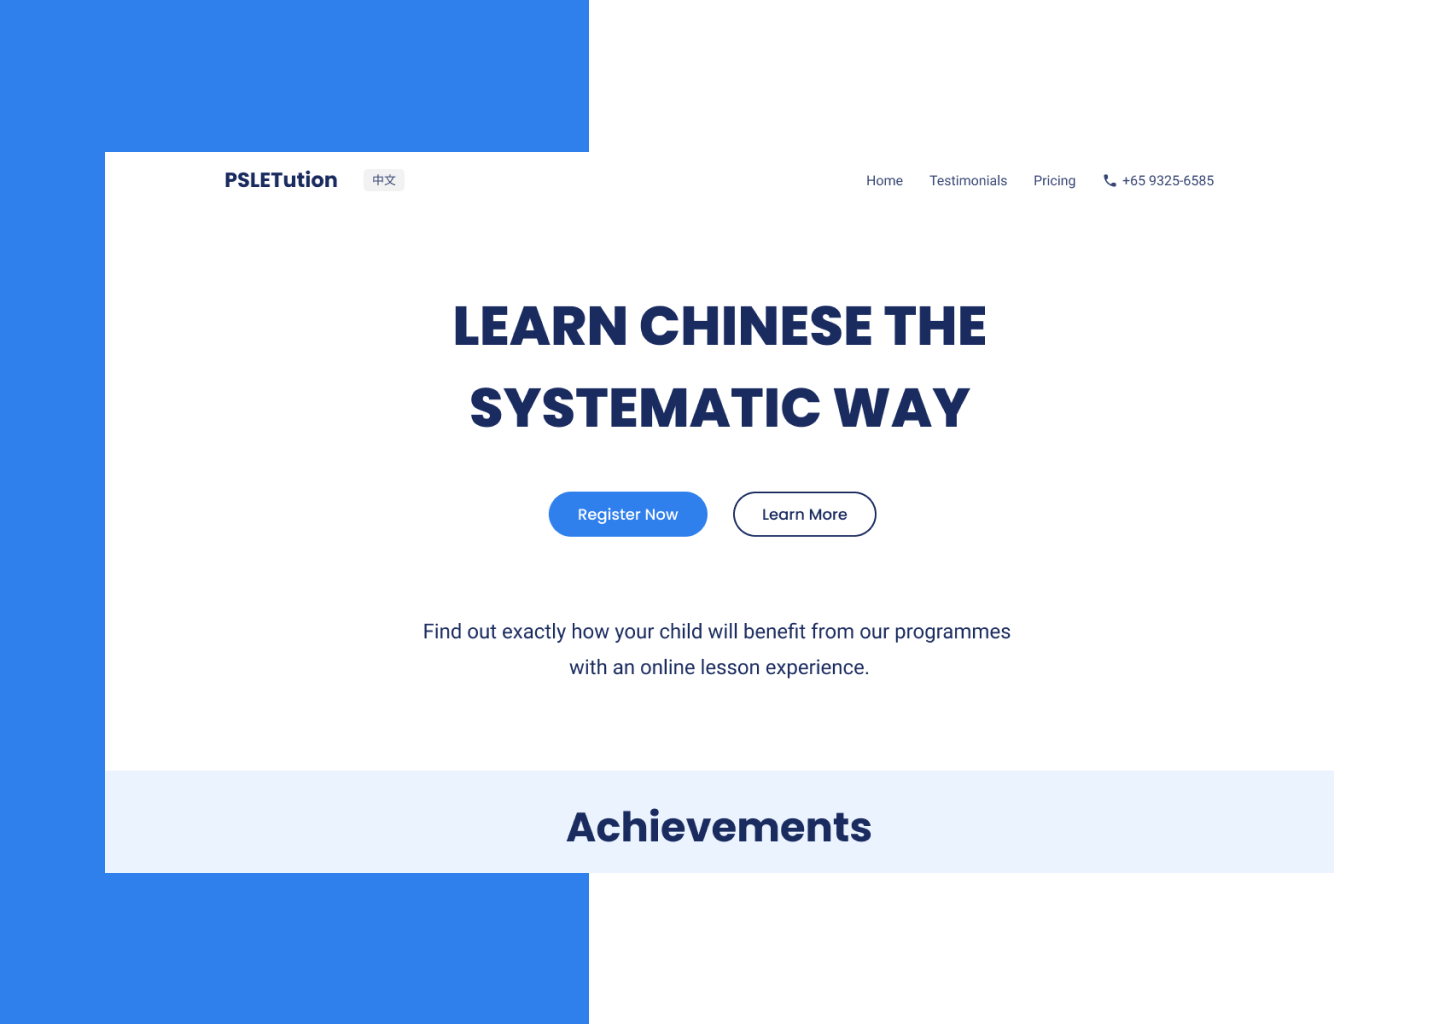 PSLETution 中文 Home Testimonials Pricing +65 9325-6585
LEARN CHINESE THE
SYSTEMATIC WAY
Register Now Learn More
Find out exactly how your child will benefit from our programmes
with an online lesson experience.
Achievements